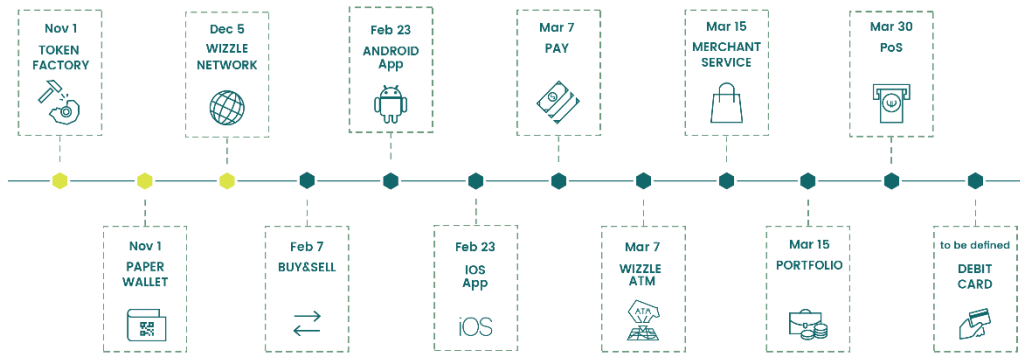 Nov 1
TOKEN
FACTORY
Dec 5
WIZZLE
NETWORK
Feb 23
ANDROID
App
Mar 7
PAY
Mar 15
MERCHANT
SERVICE
Mar 30
PoS
Nov 1
PAPER
WALLET
Feb 7
BUY&SELL
Feb 23
IOS
App
iOS
Mar 7
WIZZLE
ATM
ATM
Mar 15
PORTFOLIO
to be defined
DEBIT
CARD